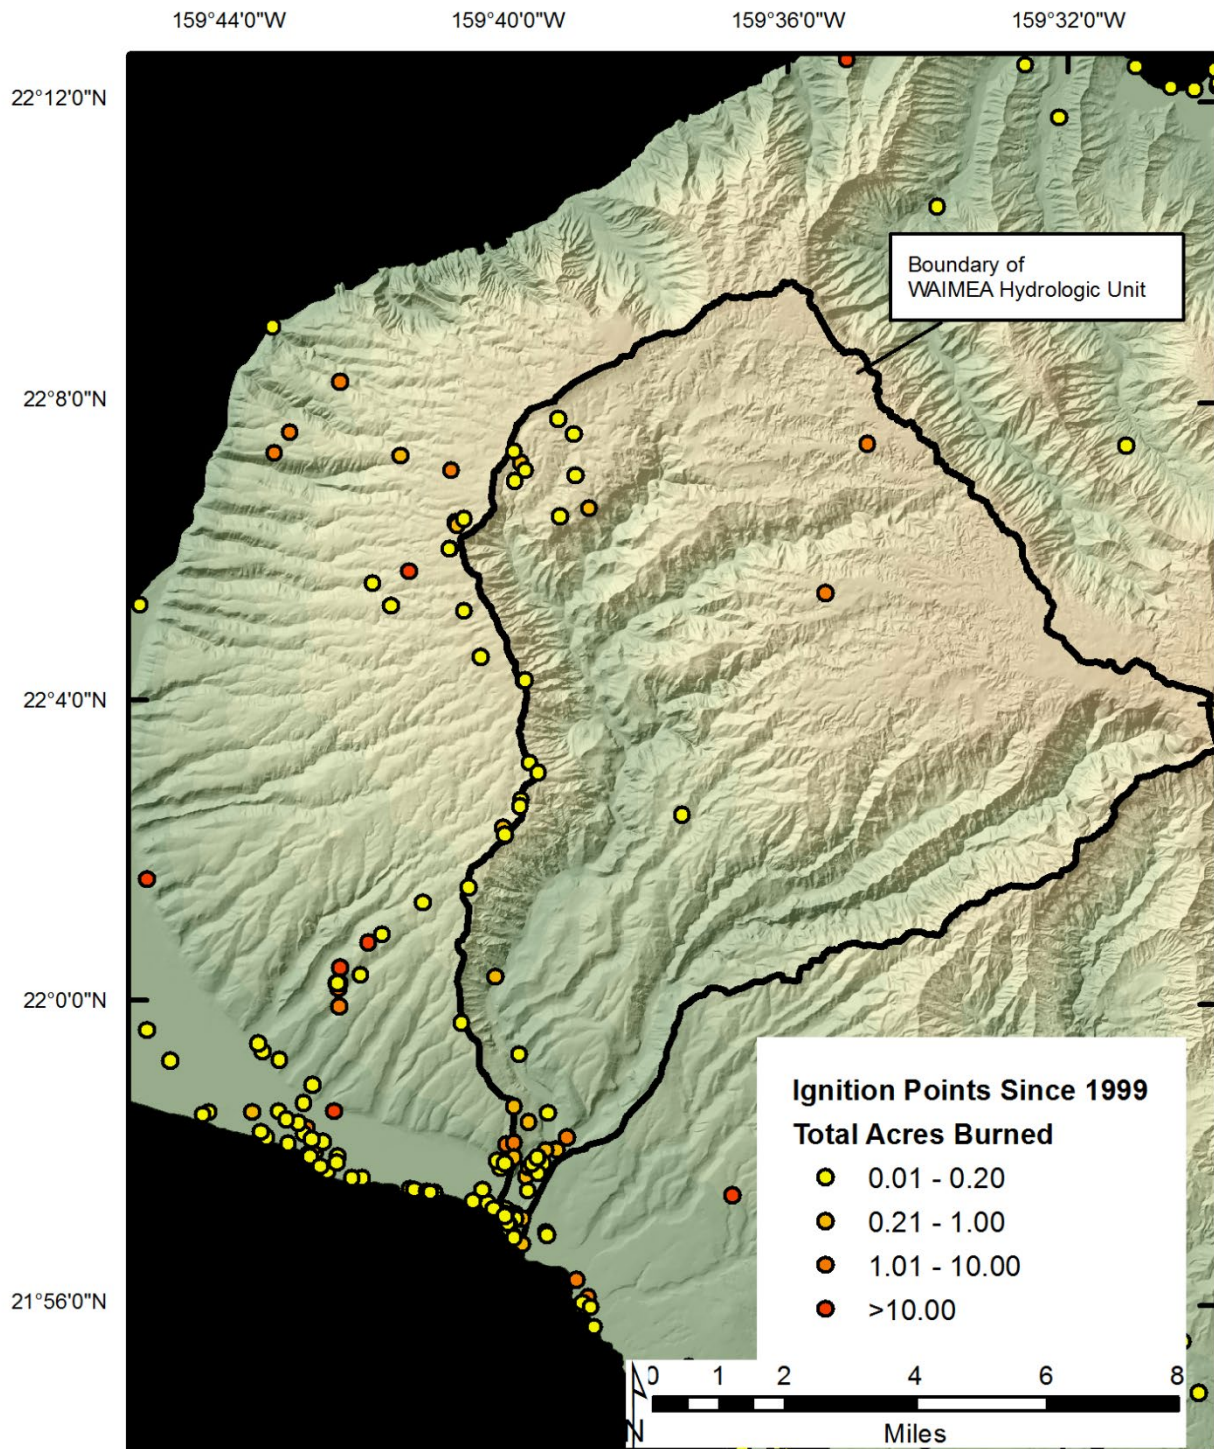 159°44'0"W 159°40'0"W 159°36'0"W 159°32'0"W
22°12'0"N
Boundary of
WAIMEA Hydrologic Unit
22°8'0"N
22°4'0"N
22°0'0"N
Ignition Points Since 1999
Total Acres Burned
0.01 - 0.20
0.21 - 1.00
1.01 - 10.00
>10.00
21°56'0"N
0 1 2 4 6 8
Miles
N